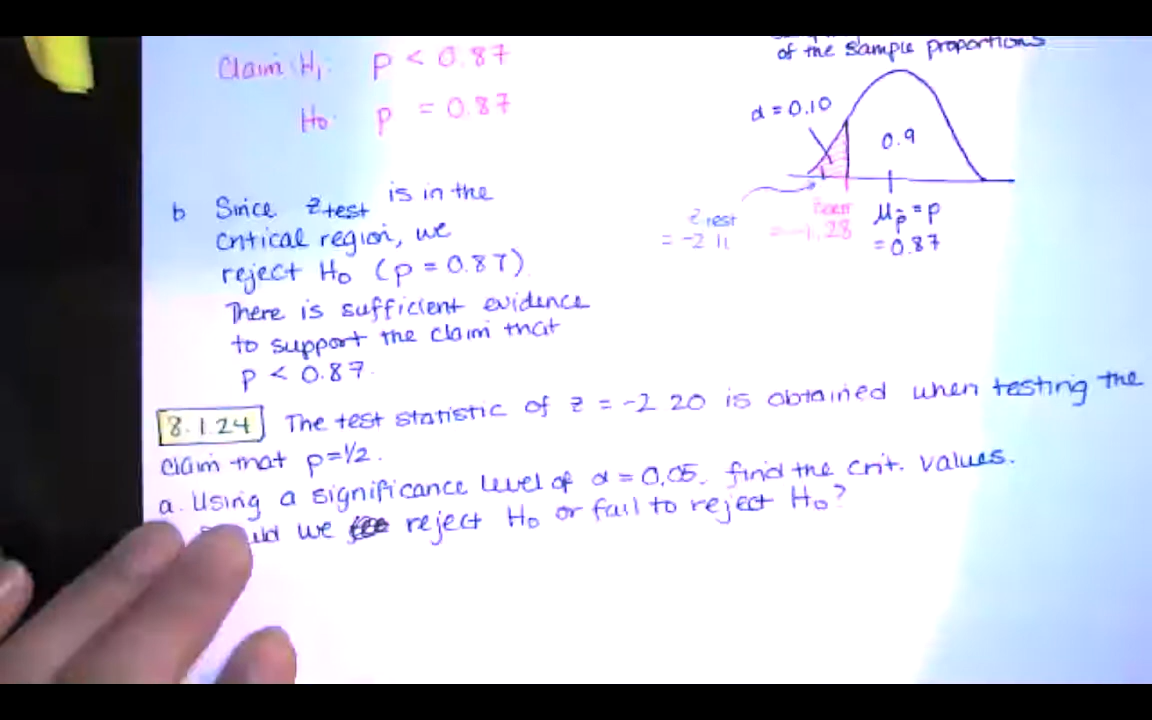 of the sample proportions
Claim H₁: p < 0.87
H₀: p = 0.87
α = 0.10
0.9
z test
= -2 11
= -1.28
μp̂ = p
= 0.87
b Since z test is in the
critical region, we
reject H₀ (p = 0.87)
There is sufficient evidence
to support the claim that
p < 0.87.
8.1.24 The test statistic of z = -2 20 is obtained when testing the
claim that p=1/2.
a. Using a significance level of α = 0.05, find the crit. values.
we reject H₀ or fail to reject H₀?